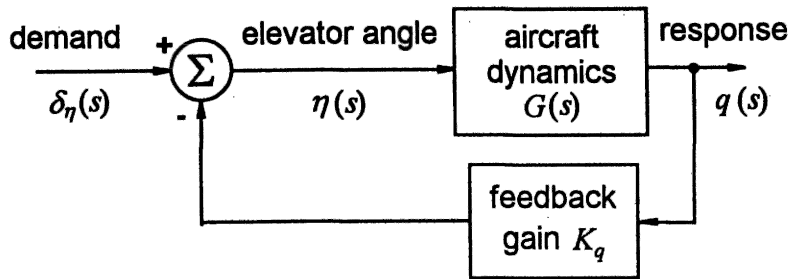 demand
+
elevator angle
aircraft
dynamics
G(s)
response
Σ
δη(s)
-
η(s)
q(s)
feedback
gain Kq